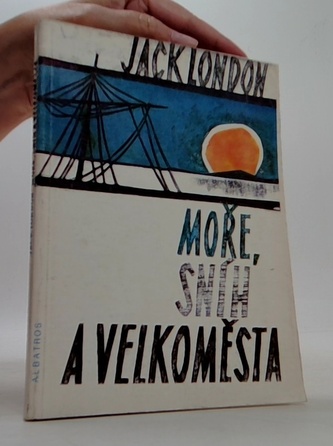 JACK LONDON
MOŘE,
SNÍH
A VELKOMĚSTA
ALBATROS